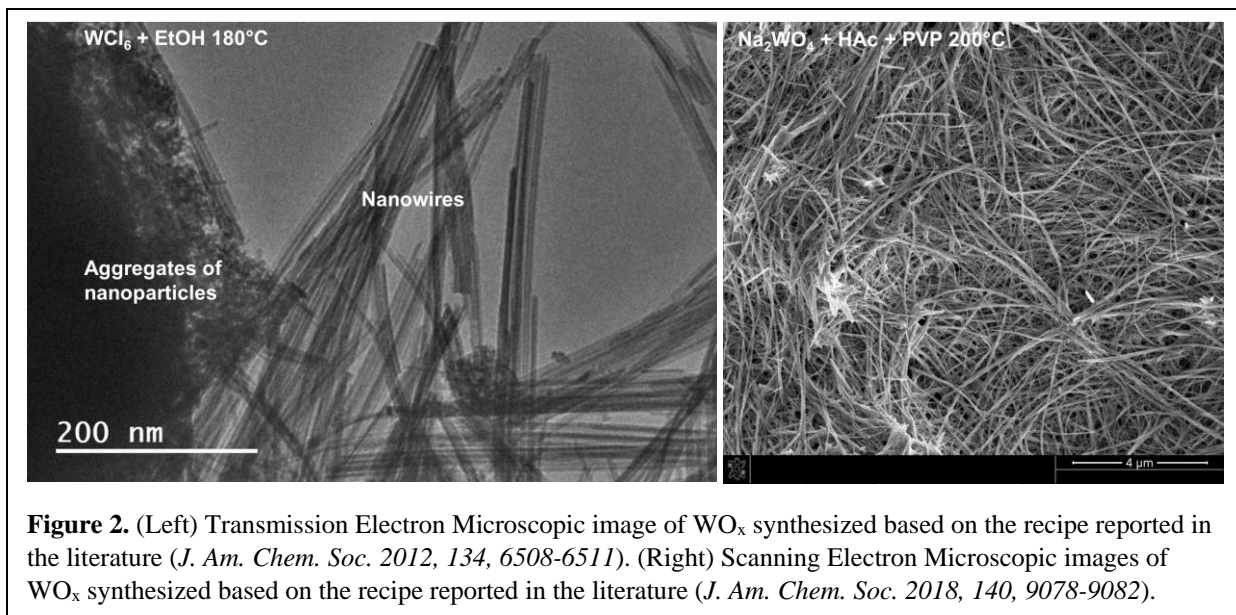 WCl₆ + EtOH 180°C
Nanowires
Aggregates of
nanoparticles
200 nm
Na₂WO₄ + HAc + PVP 200°C
4 µm
Figure 2. (Left) Transmission Electron Microscopic image of WOₓ synthesized based on the recipe reported in
the literature (J. Am. Chem. Soc. 2012, 134, 6508-6511). (Right) Scanning Electron Microscopic images of
WOₓ synthesized based on the recipe reported in the literature (J. Am. Chem. Soc. 2018, 140, 9078-9082).